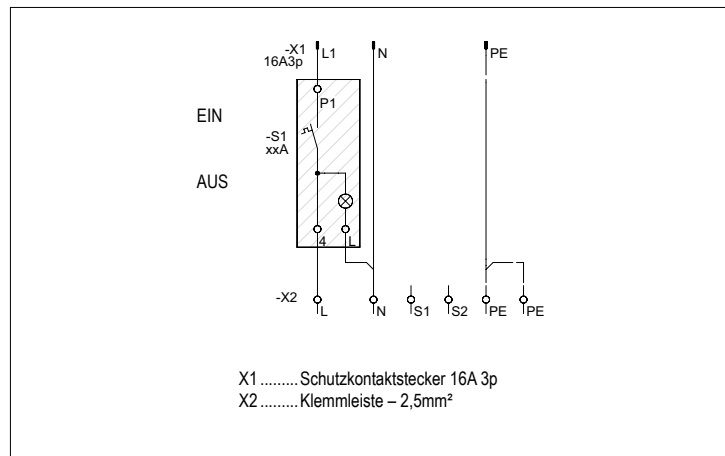 -X1 L1 N PE
16A3p
P1
EIN
-S1
xxA
AUS
4 L
-X2 L N S1 S2 PE PE
X1 ......... Schutzkontaktstecker 16A 3p
X2 ......... Klemmleiste – 2,5mm²